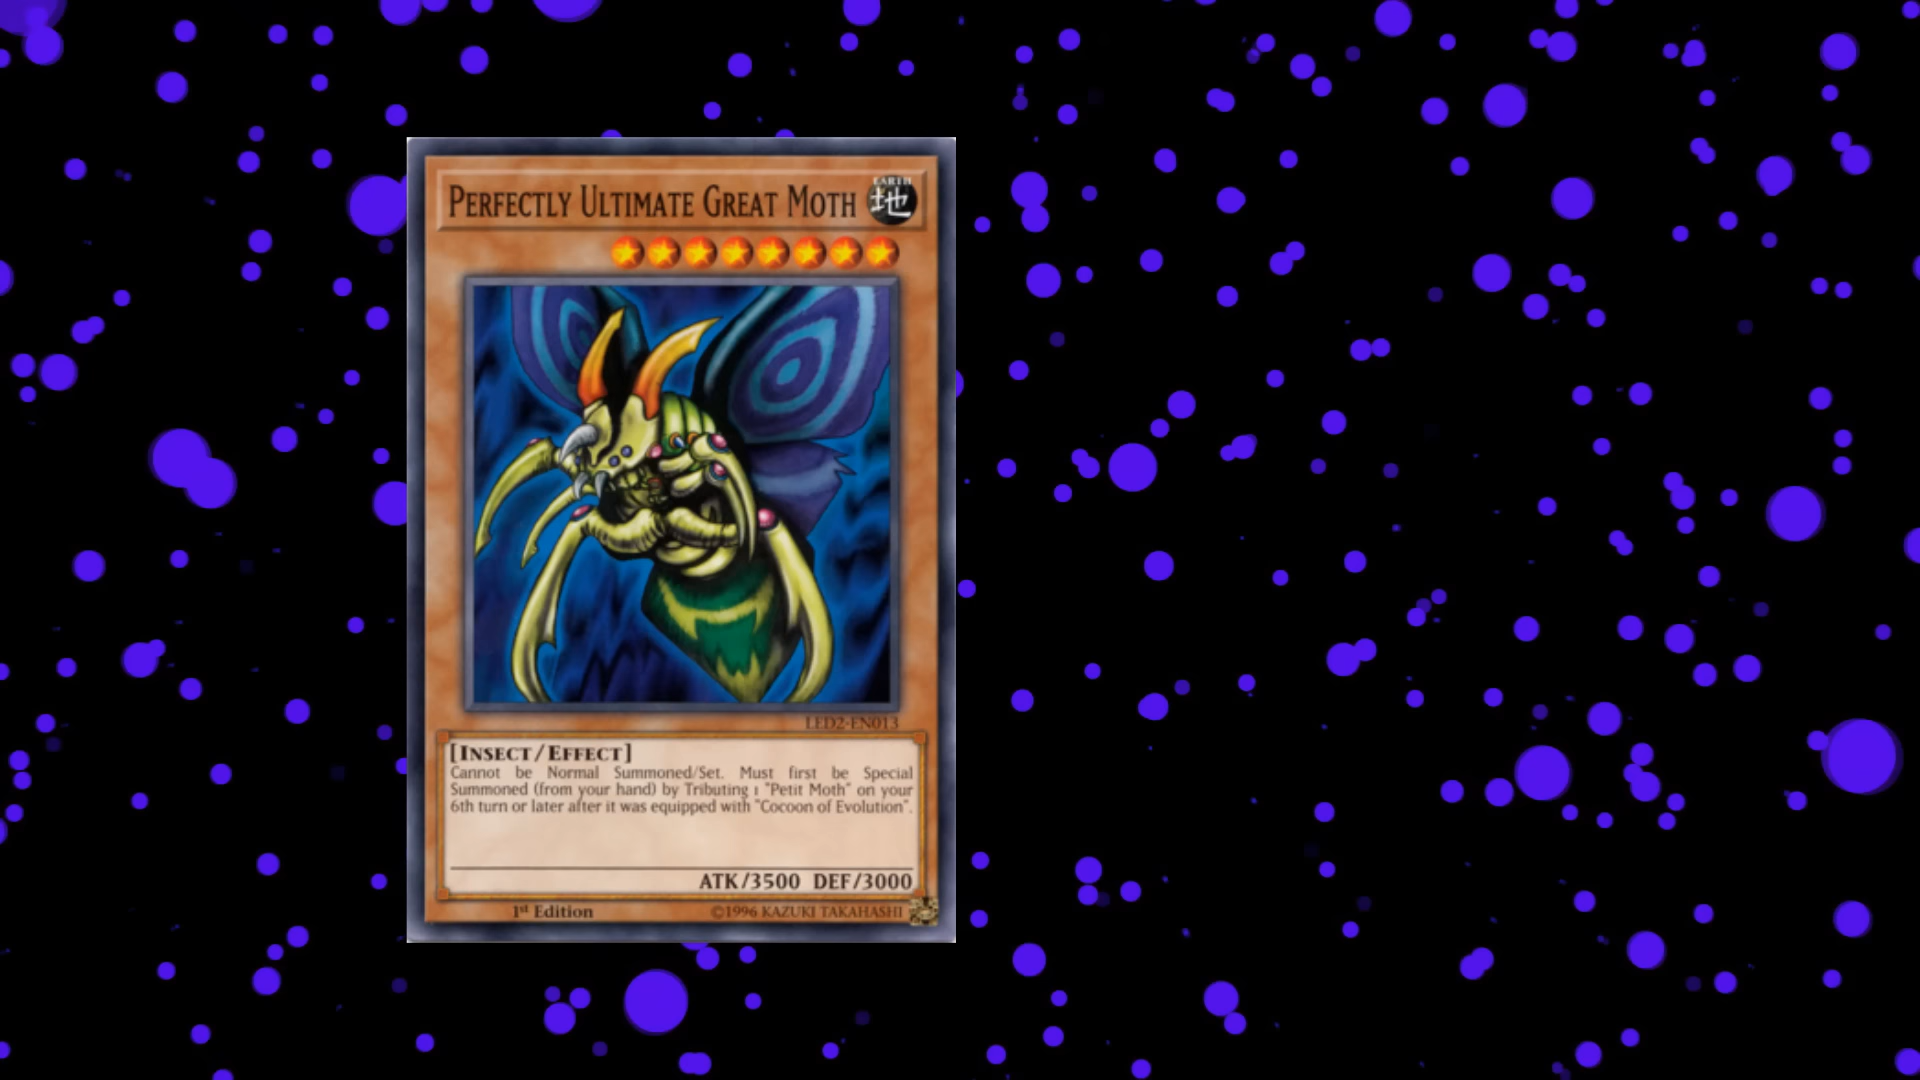 PERFECTLY ULTIMATE GREAT MOTH
EARTH
地
LED2-EN013
[INSECT/EFFECT]
Cannot be Normal Summoned/Set. Must first be Special
Summoned (from your hand) by Tributing 1 "Petit Moth" on your
6th turn or later after it was equipped with "Cocoon of Evolution".
ATK/3500 DEF/3000
1st Edition
©1996 KAZUKI TAKAHASHI